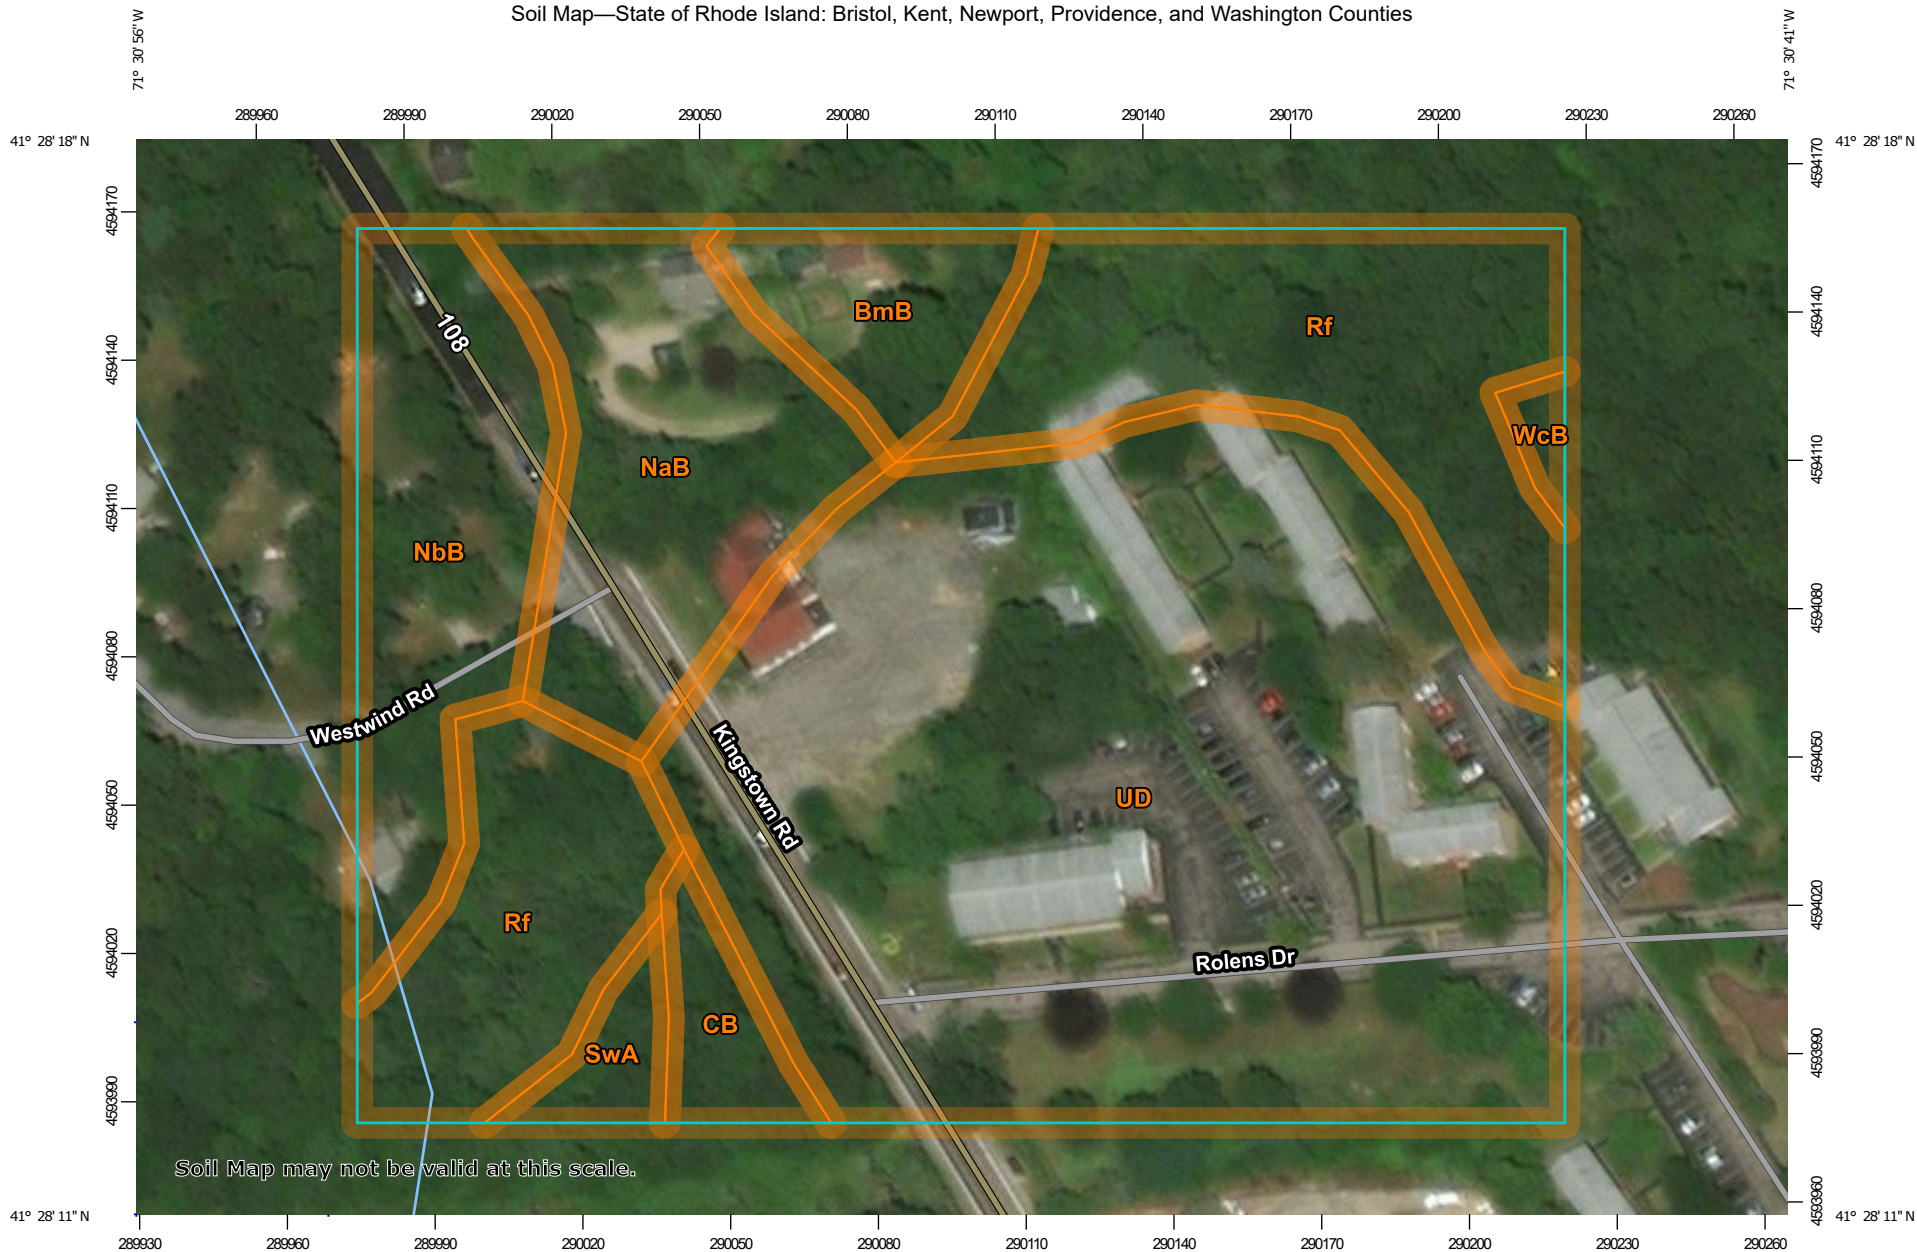 Soil Map—State of Rhode Island: Bristol, Kent, Newport, Providence, and Washington Counties
71° 30' 56'' W
71° 30' 41'' W
289960 289990 290020 290050 290080 290110 290140 290170 290200 290230 290260
41° 28' 18'' N
41° 28' 18'' N
4594170
4594140
4594110
4594080
4594050
4594020
4593990
4594170
4594140
4594110
4594080
4594050
4594020
4593990
4593960
108
BmB
Rf
WcB
NaB
NbB
Westwind Rd
Kingstown Rd
UD
Rf
Rolens Dr
CB
SwA
Soil Map may not be valid at this scale.
41° 28' 11'' N
41° 28' 11'' N
289930 289960 289990 290020 290050 290080 290110 290140 290170 290200 290230 290260